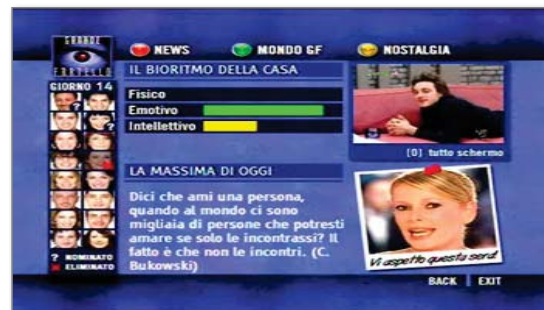 GRANDE
FRATELLO
NEWS
MONDO GF
NOSTALGIA
GIORNO 14
?
?
? NOMINATO
ELIMINATO
IL BIORITMO DELLA CASA
Fisico
Emotivo
Intellettivo
[0] tutto schermo
LA MASSIMA DI OGGI
Dici che ami una persona,
quando al mondo ci sono
migliaia di persone che potresti
amare se solo le incontrassi? Il
fatto è che non le incontri. (C.
Bukowski)
Vi aspetto questa sera!
BACK
EXIT